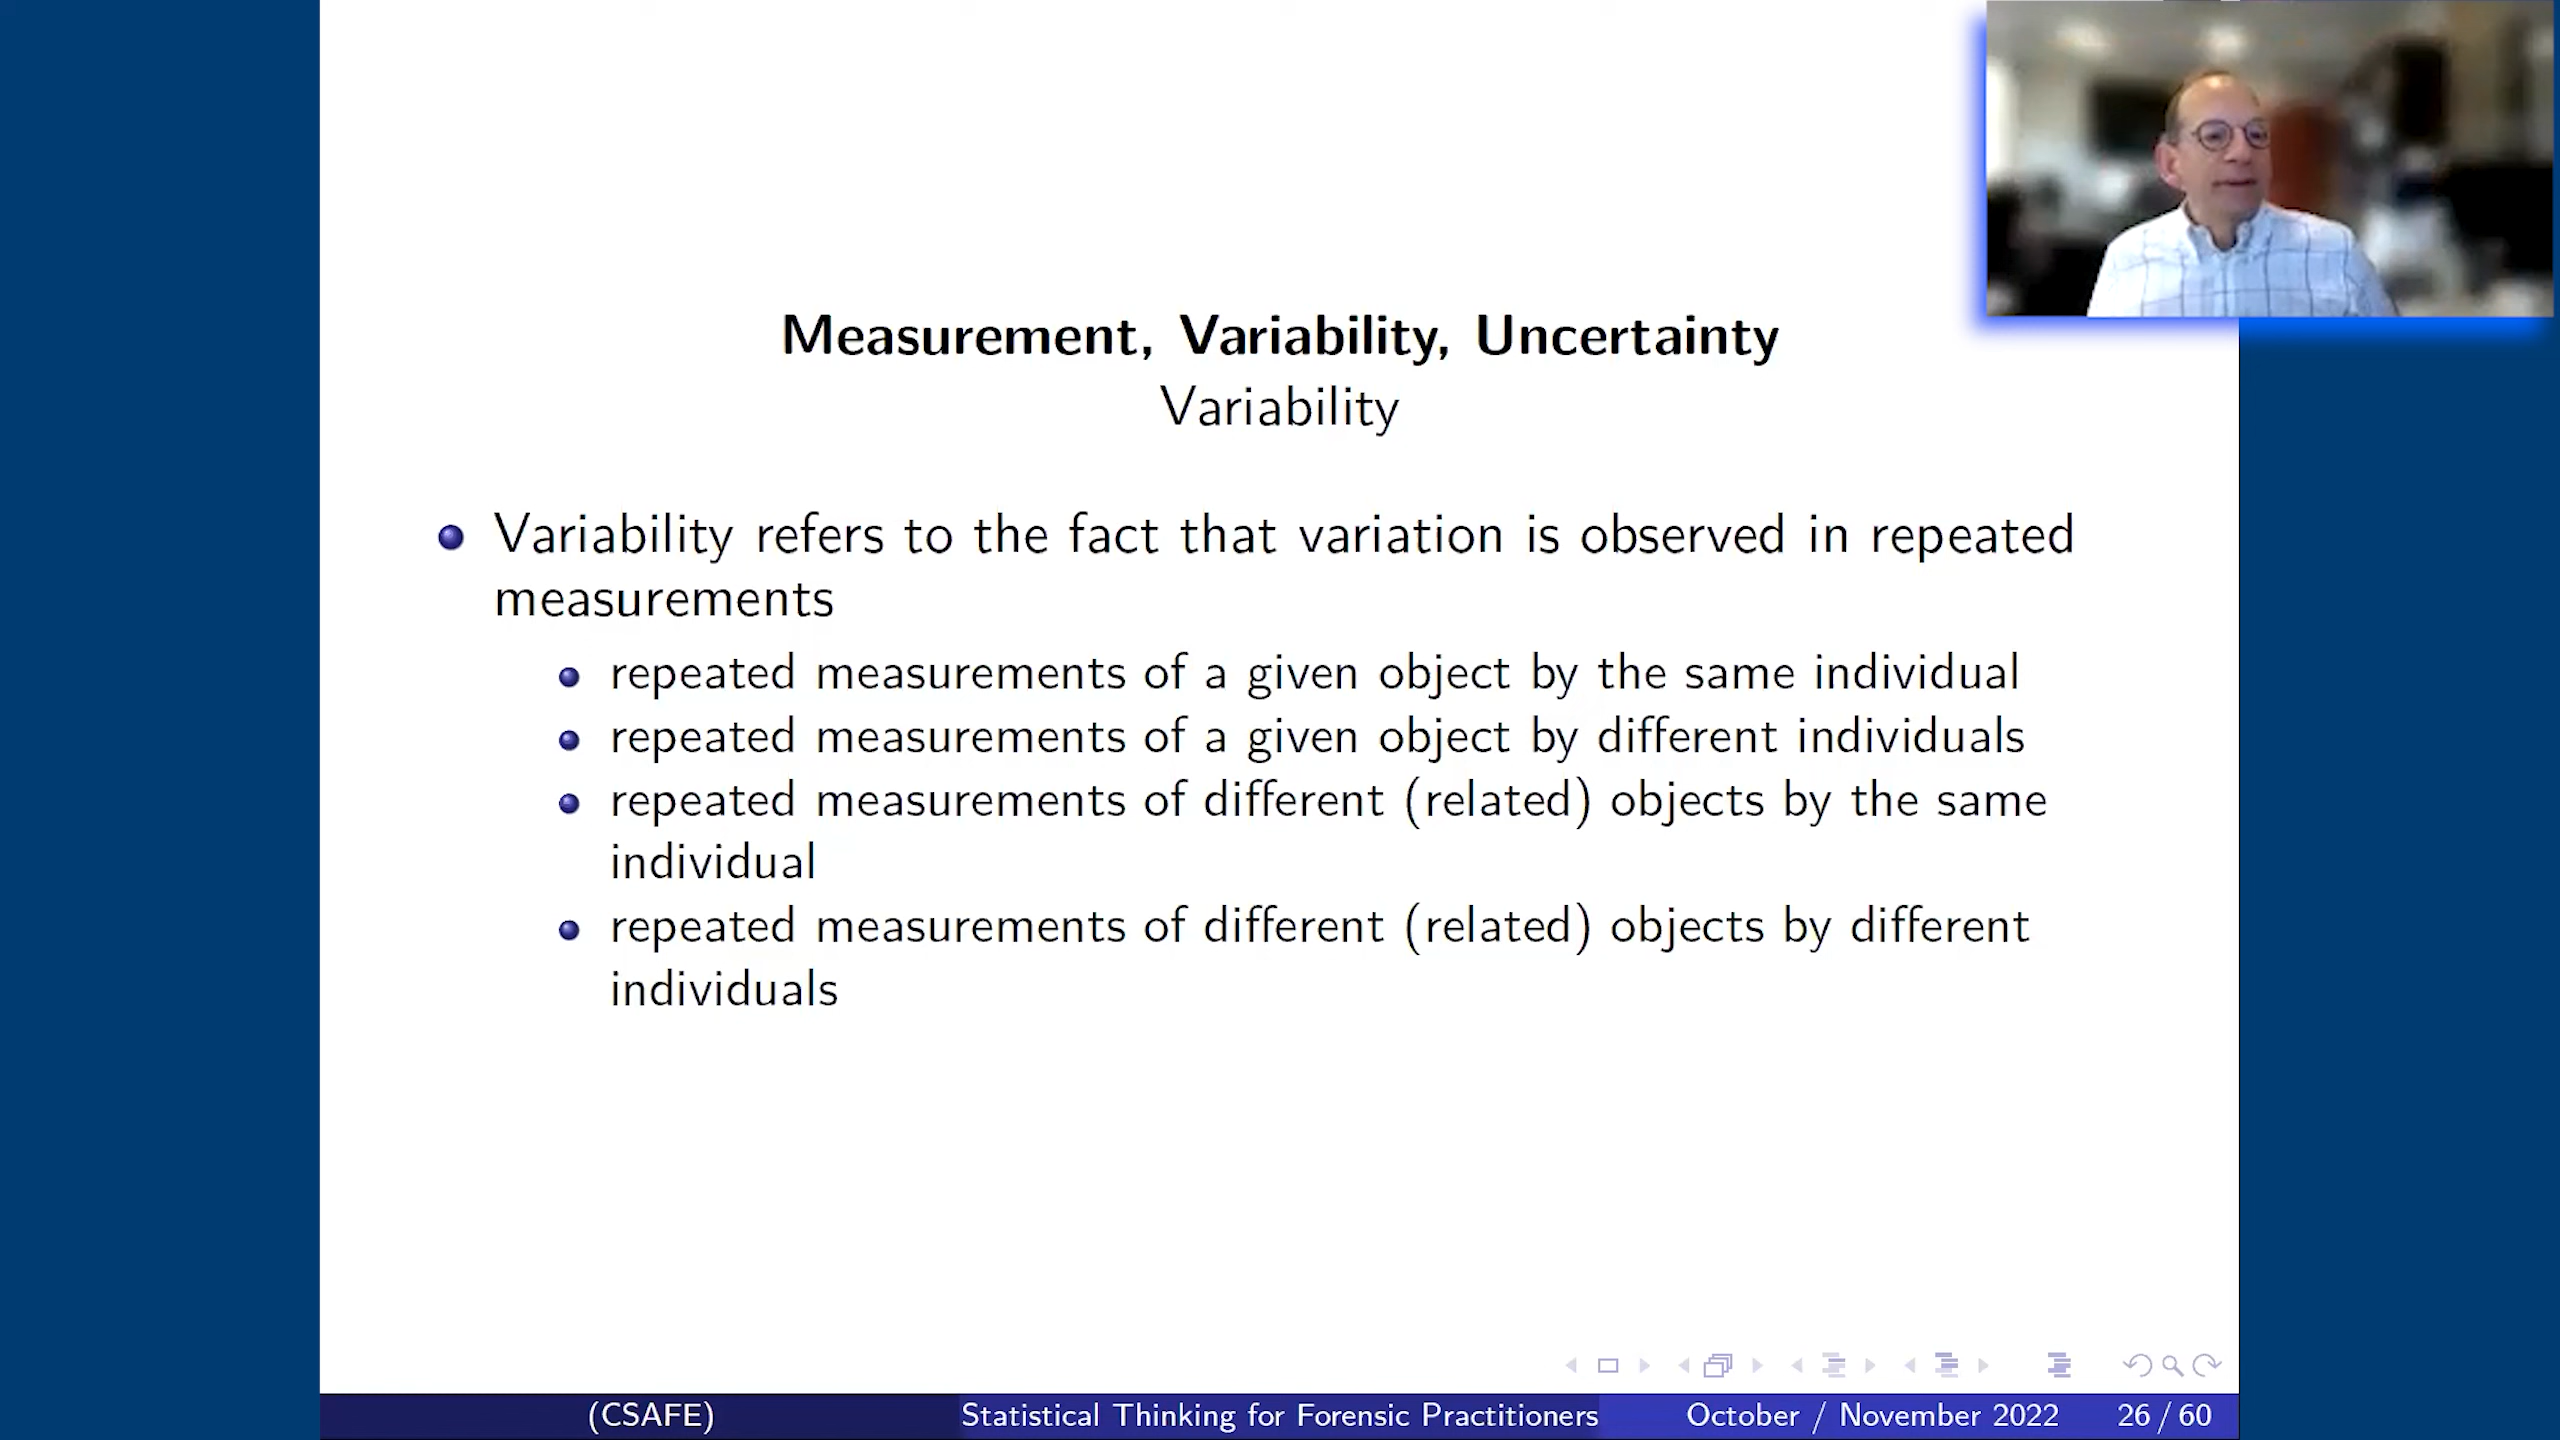 Measurement, Variability, Uncertainty
Variability
Variability refers to the fact that variation is observed in repeated
measurements
repeated measurements of a given object by the same individual
repeated measurements of a given object by different individuals
repeated measurements of different (related) objects by the same
individual
repeated measurements of different (related) objects by different
individuals
(CSAFE) Statistical Thinking for Forensic Practitioners October / November 2022 26 / 60